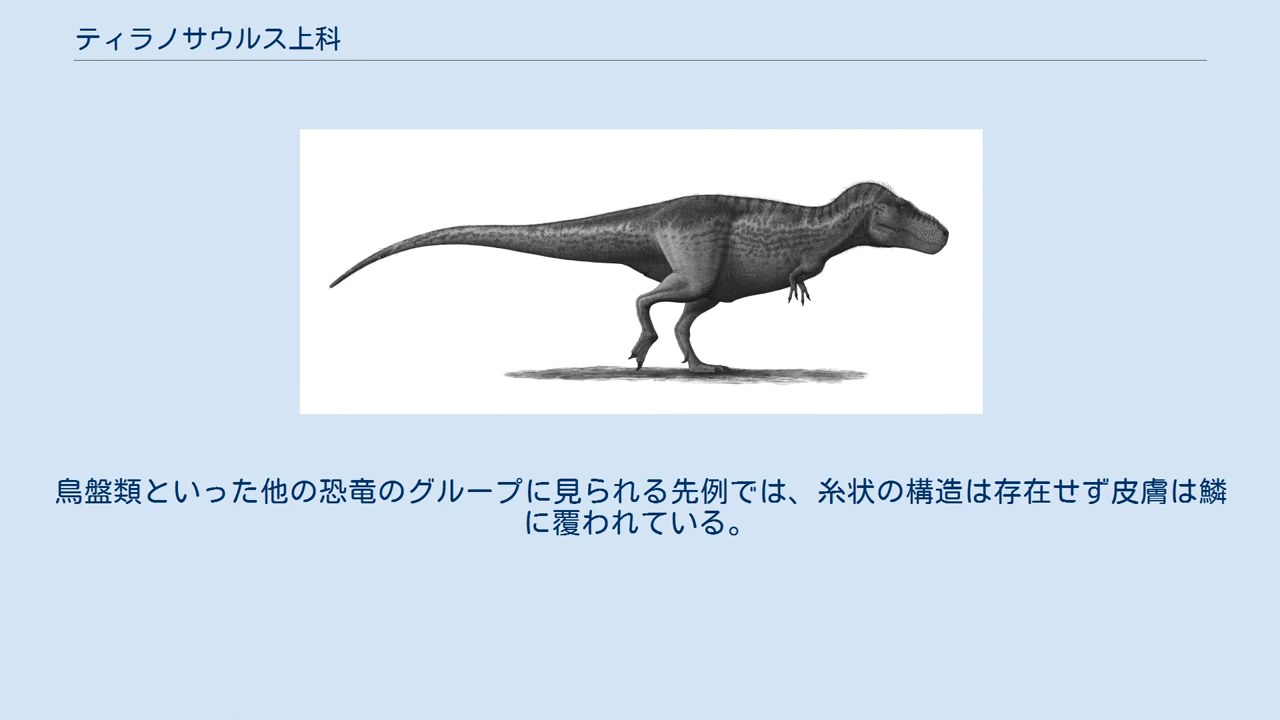 ティラノサウルス上科
鳥盤類といった他の恐竜のグループに見られる先例では、糸状の構造は存在せず皮膚は鱗
に覆われている。